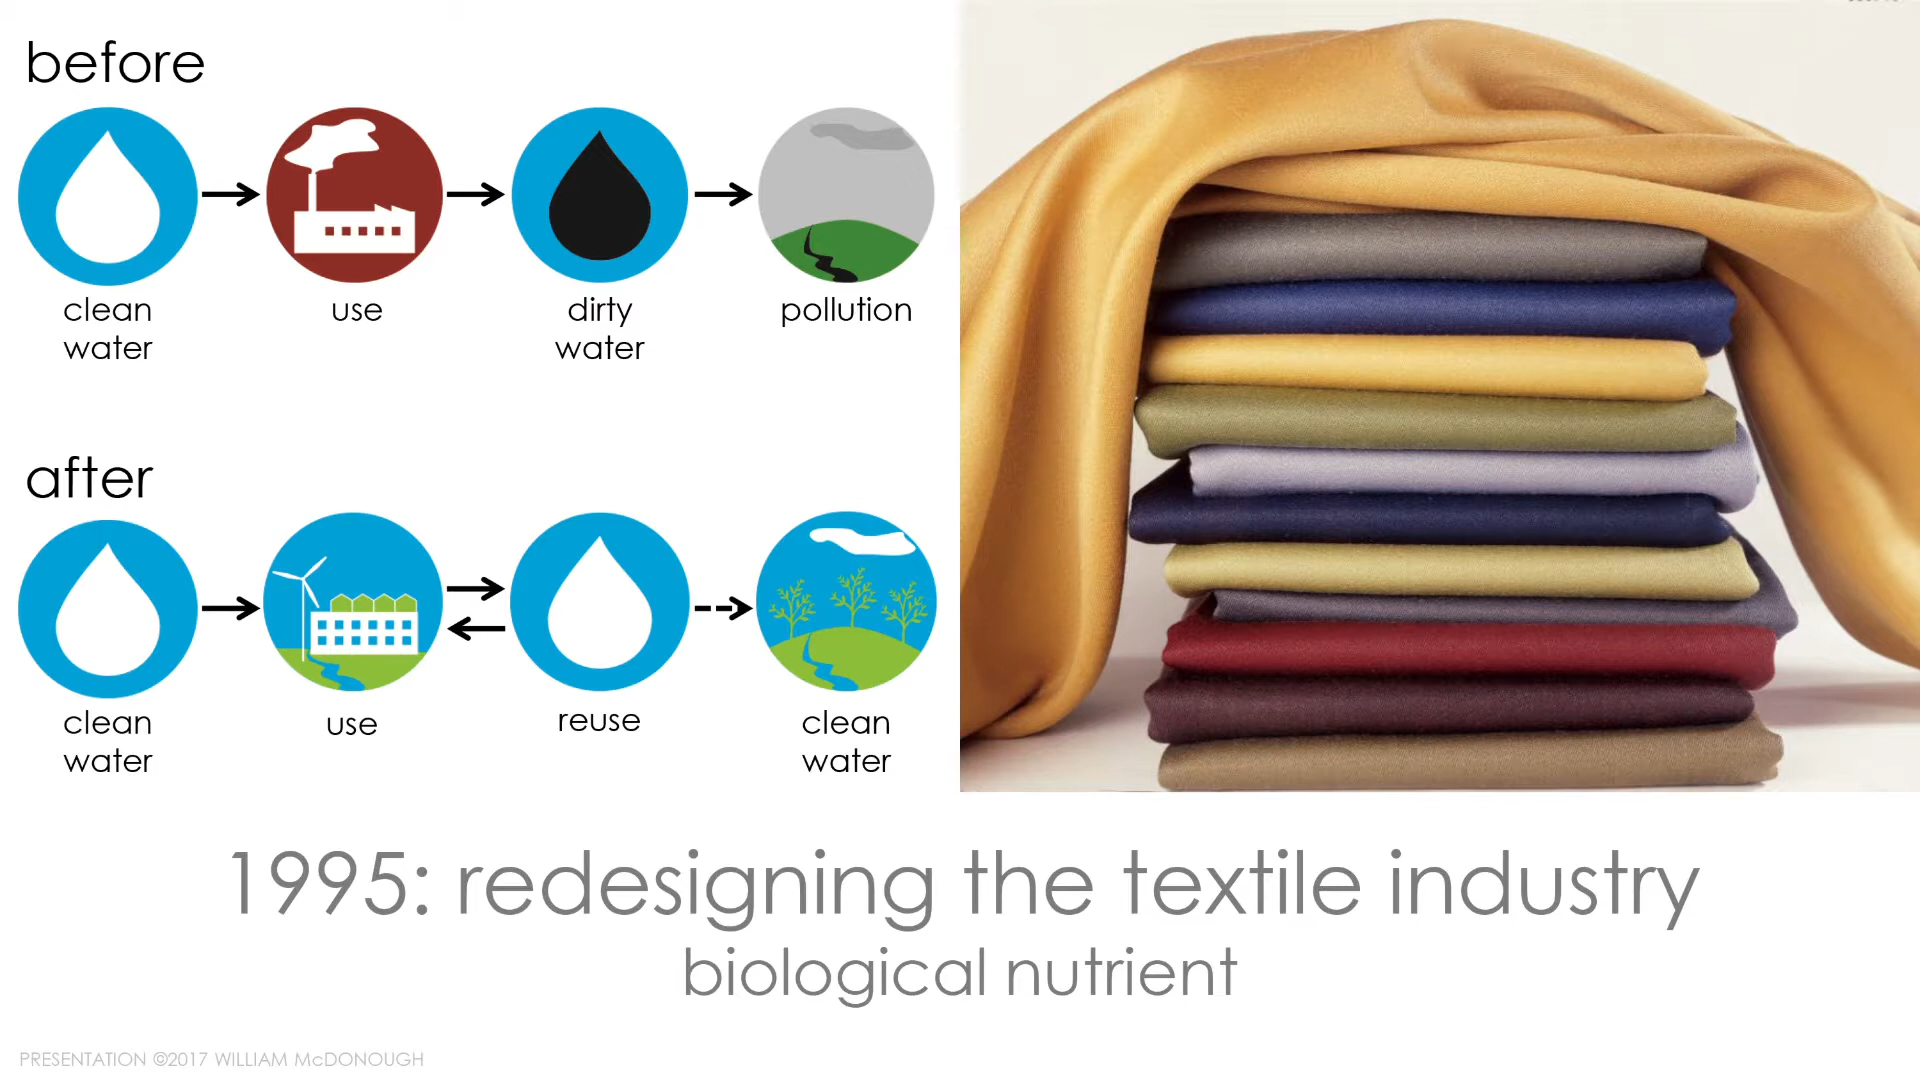 before
clean
water
use
dirty
water
pollution
after
clean
water
use
reuse
clean
water
1995: redesigning the textile industry
biological nutrient
PRESENTATION ©2017 WILLIAM McDONOUGH